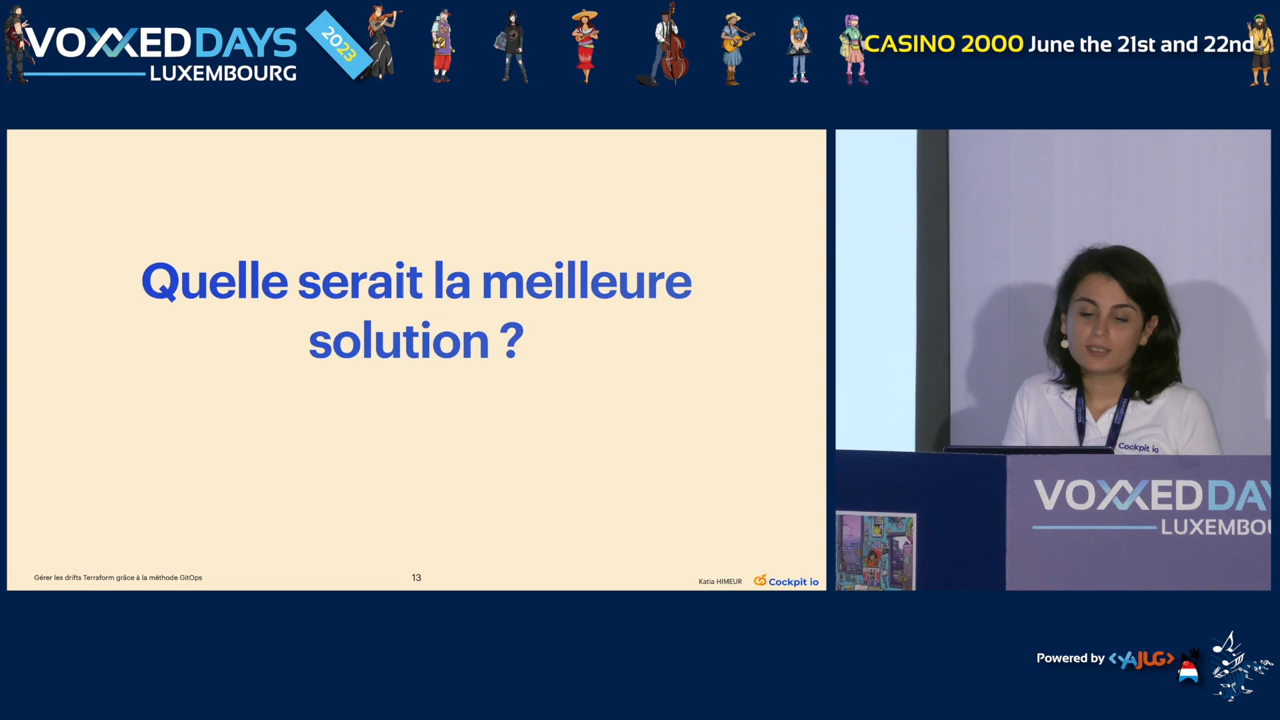 VOXXED DAYS
LUXEMBOURG
2023
CASINO 2000 June the 21st and 22nd
Quelle serait la meilleure
solution ?
Gérer les drifts Terraform grâce à la méthode GitOps
13
Katia HIMEUR
Cockpit io
Cockpit io
VOXXED DAY
LUXEMBOU
Powered by <YAJUG>